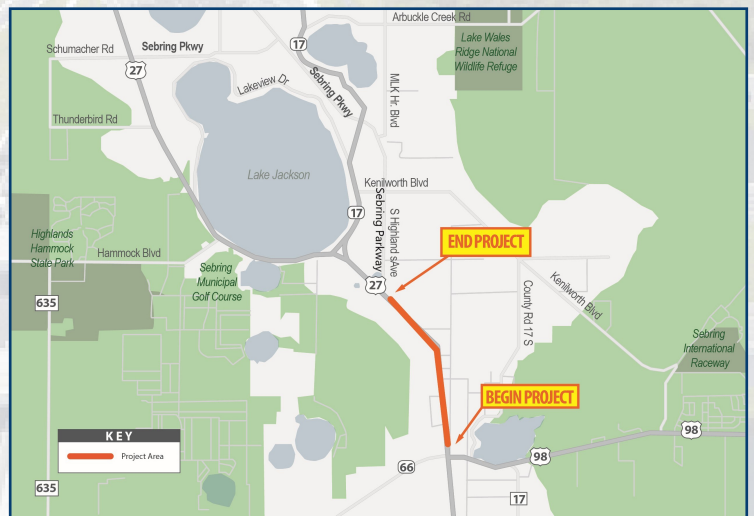 Arbuckle Creek Rd
Schumacher Rd
Sebring Pkwy
17
Lake Wales
Ridge National
Wildlife Refuge
27
Sebring Pkwy
Lakeview Dr
MLK Hr. Blvd
Thunderbird Rd
Lake Jackson
Kenilworth Blvd
17
Sebring Parkway
S Highland sAve
Highlands
Hammock
State Park
Hammock Blvd
END PROJECT
Sebring
Municipal
Golf Course
27
635
County Rd 17 S
Kenilworth Blvd
Sebring
International
Raceway
BEGIN PROJECT
KEY
Project Area
98
66
98
635
17